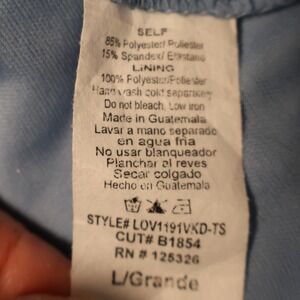 SELF
85% Polyester/ Poliester
15% Spandex/ Elastano
LINING
100% Polyester/Poliester
Hand wash cold separately
Do not bleach, Low iron
Made in Guatemala
Lavar a mano separado
en agua fria
No usar blanqueador
Planchar al reves
Secar colgado
Hecho en Guatemala
STYLE# LOV1191VKD-TS
CUT# B1854
RN # 125326
L/Grande